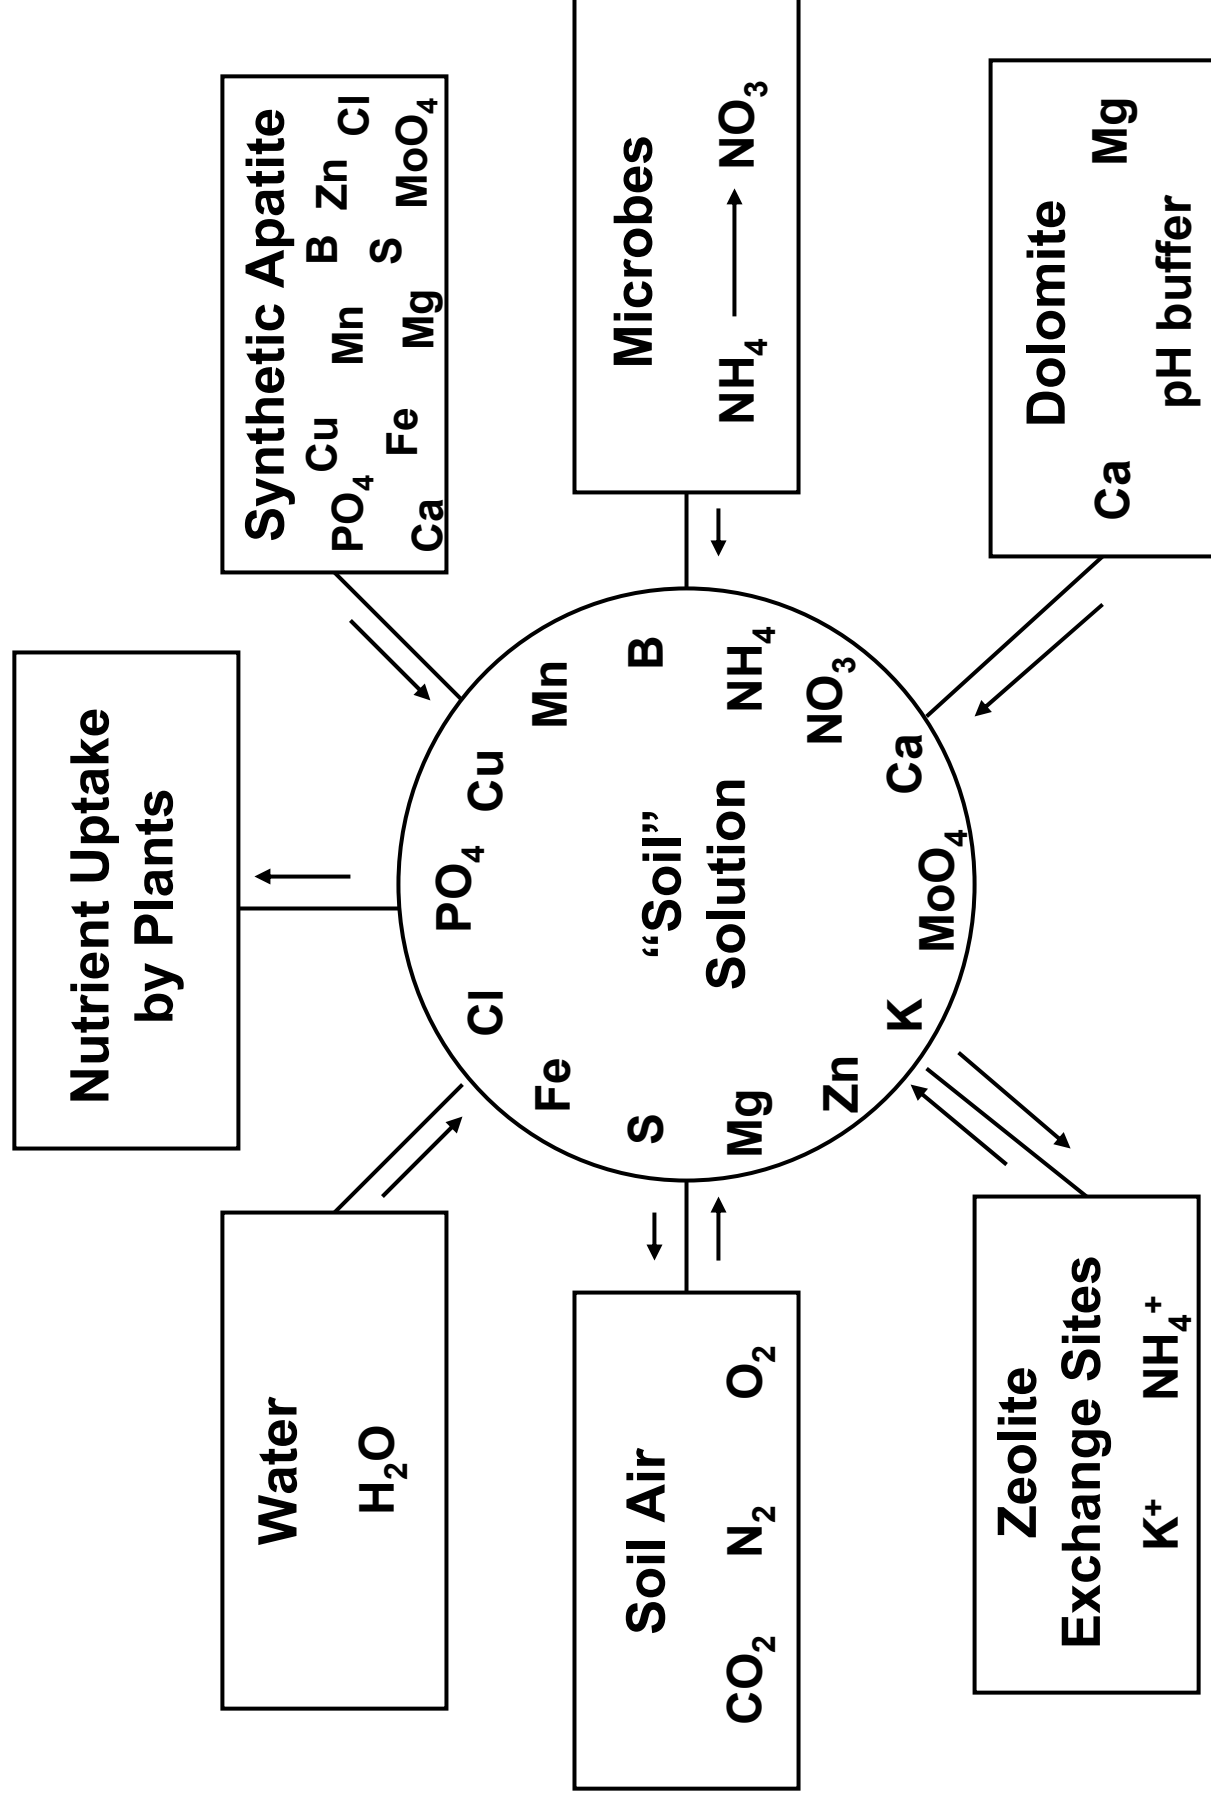 Nutrient Uptake
by Plants
Water
H₂O
Synthetic Apatite
PO₄ Cu Mn B Zn Cl
Ca Fe Mg S MoO₄
Soil Air
CO₂ N₂ O₂
Microbes
NH₄ NO₃
“Soil”
Solution
PO₄
Cu
Mn
B
NH₄
NO₃
Ca
MoO₄
K
Zn
Mg
S
Fe
Cl
Zeolite
Exchange Sites
K⁺ NH₄⁺
Dolomite
Ca Mg
pH buffer